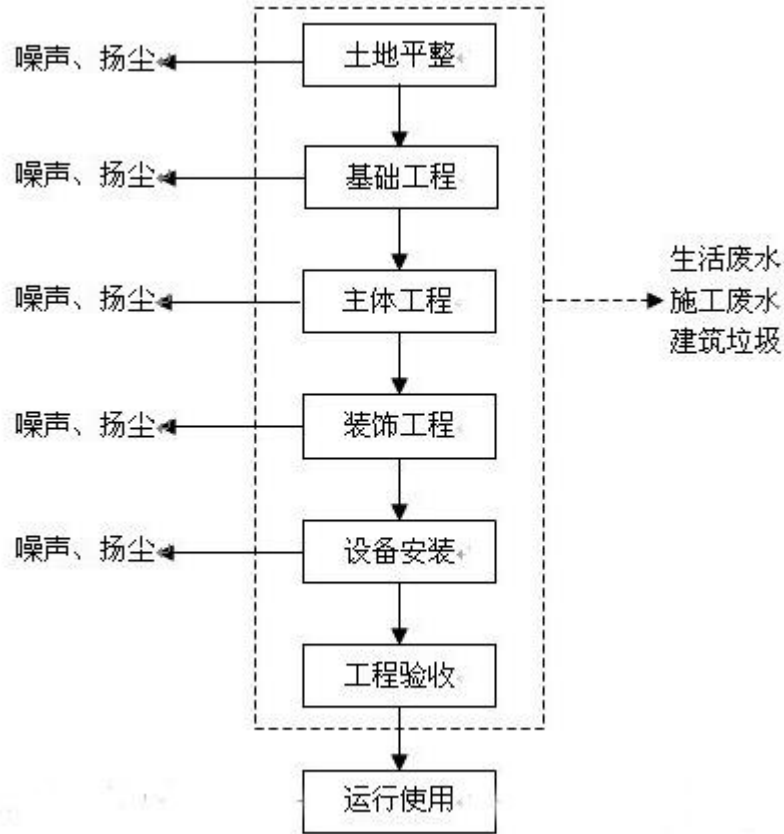 噪声、扬尘
土地平整
噪声、扬尘
基础工程
生活废水
噪声、扬尘
主体工程
施工废水
建筑垃圾
噪声、扬尘
装饰工程
噪声、扬尘
设备安装
工程验收
运行使用